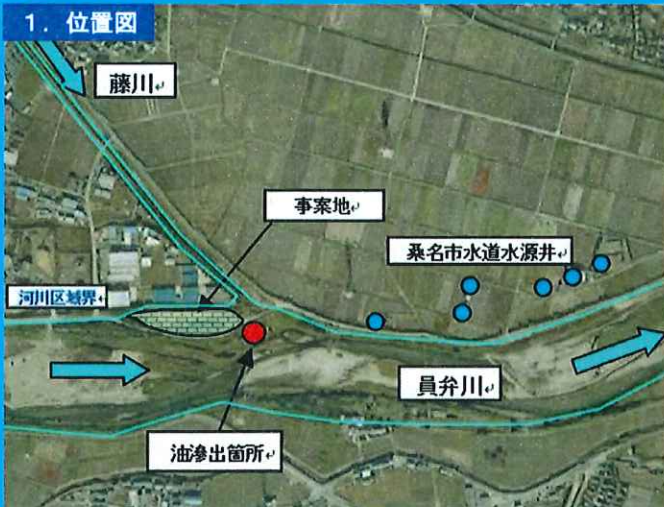 1. 位置図
藤川
事案地
桑名市水道水源井
河川区域界
員弁川
油滲出箇所